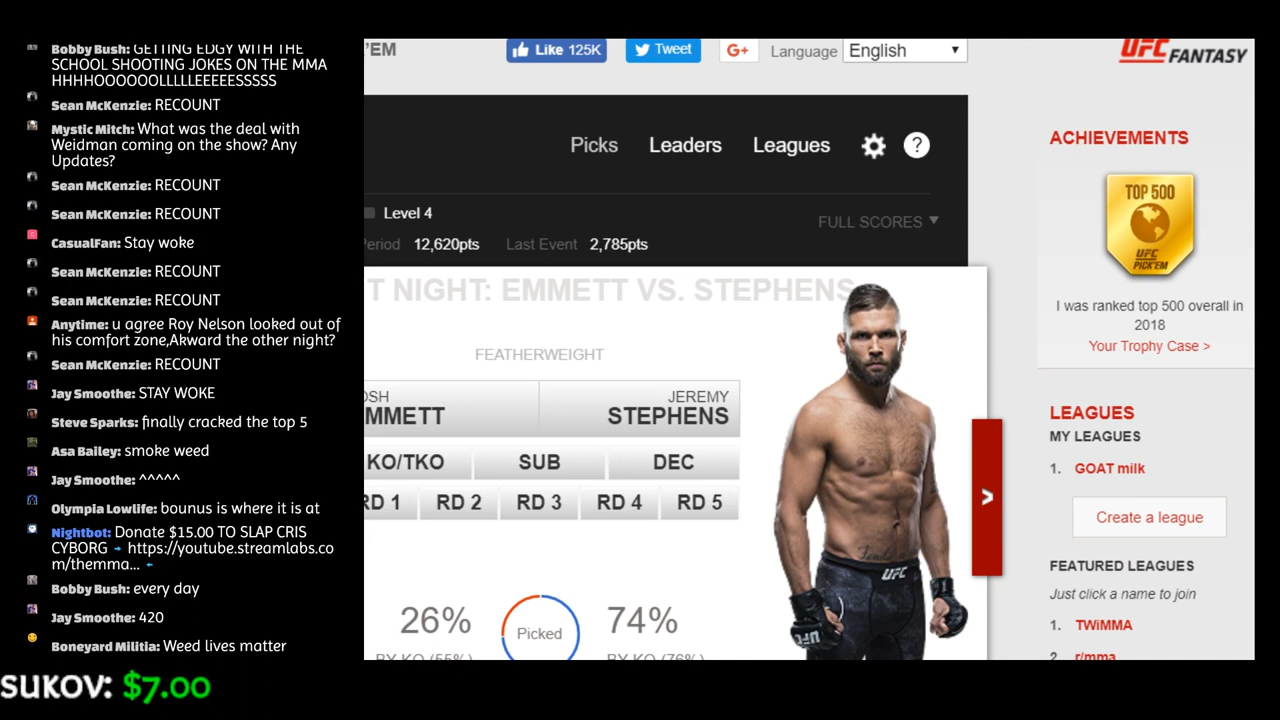 Bobby Bush: GETTING EDGY WITH THE
SCHOOL SHOOTING JOKES ON THE MMA
HHHHOOOOOOLLLLLEEEEESSSSS
Sean McKenzie: RECOUNT
Mystic Mitch: What was the deal with
Weidman coming on the show? Any
Updates?
Sean McKenzie: RECOUNT
Sean McKenzie: RECOUNT
CasualFan: Stay woke
Sean McKenzie: RECOUNT
Sean McKenzie: RECOUNT
Anytime: u agree Roy Nelson looked out of
his comfort zone,Akward the other night?
Sean McKenzie: RECOUNT
Jay Smoothe: STAY WOKE
Steve Sparks: finally cracked the top 5
Asa Bailey: smoke weed
Jay Smoothe: ^^^^^
Olympia Lowlife: bounus is where it is at
Nightbot: Donate $15.00 TO SLAP CRIS
CYBORG → https://youtube.streamlabs.co
m/themma... ←
Bobby Bush: every day
Jay Smoothe: 420
Boneyard Militia: Weed lives matter
SUKOV: $7.00
'EM
Like 125K
Tweet
G+
Language English
UFC FANTASY
Picks Leaders Leagues ?
Level 4
FULL SCORES
Period 12,620pts Last Event 2,785pts
T NIGHT: EMMETT VS. STEPHENS
FEATHERWEIGHT
OSH
MMETT
JEREMY
STEPHENS
KO/TKO SUB DEC
RD 1 RD 2 RD 3 RD 4 RD 5
26% Picked 74%
BY KO (55%) BY KO (76%)
UFC
UFC
>
ACHIEVEMENTS
TOP 500
UFC
PICK'EM
I was ranked top 500 overall in
2018
Your Trophy Case >
LEAGUES
MY LEAGUES
1. GOAT milk
Create a league
FEATURED LEAGUES
Just click a name to join
1. TWiMMA
2. r/mma